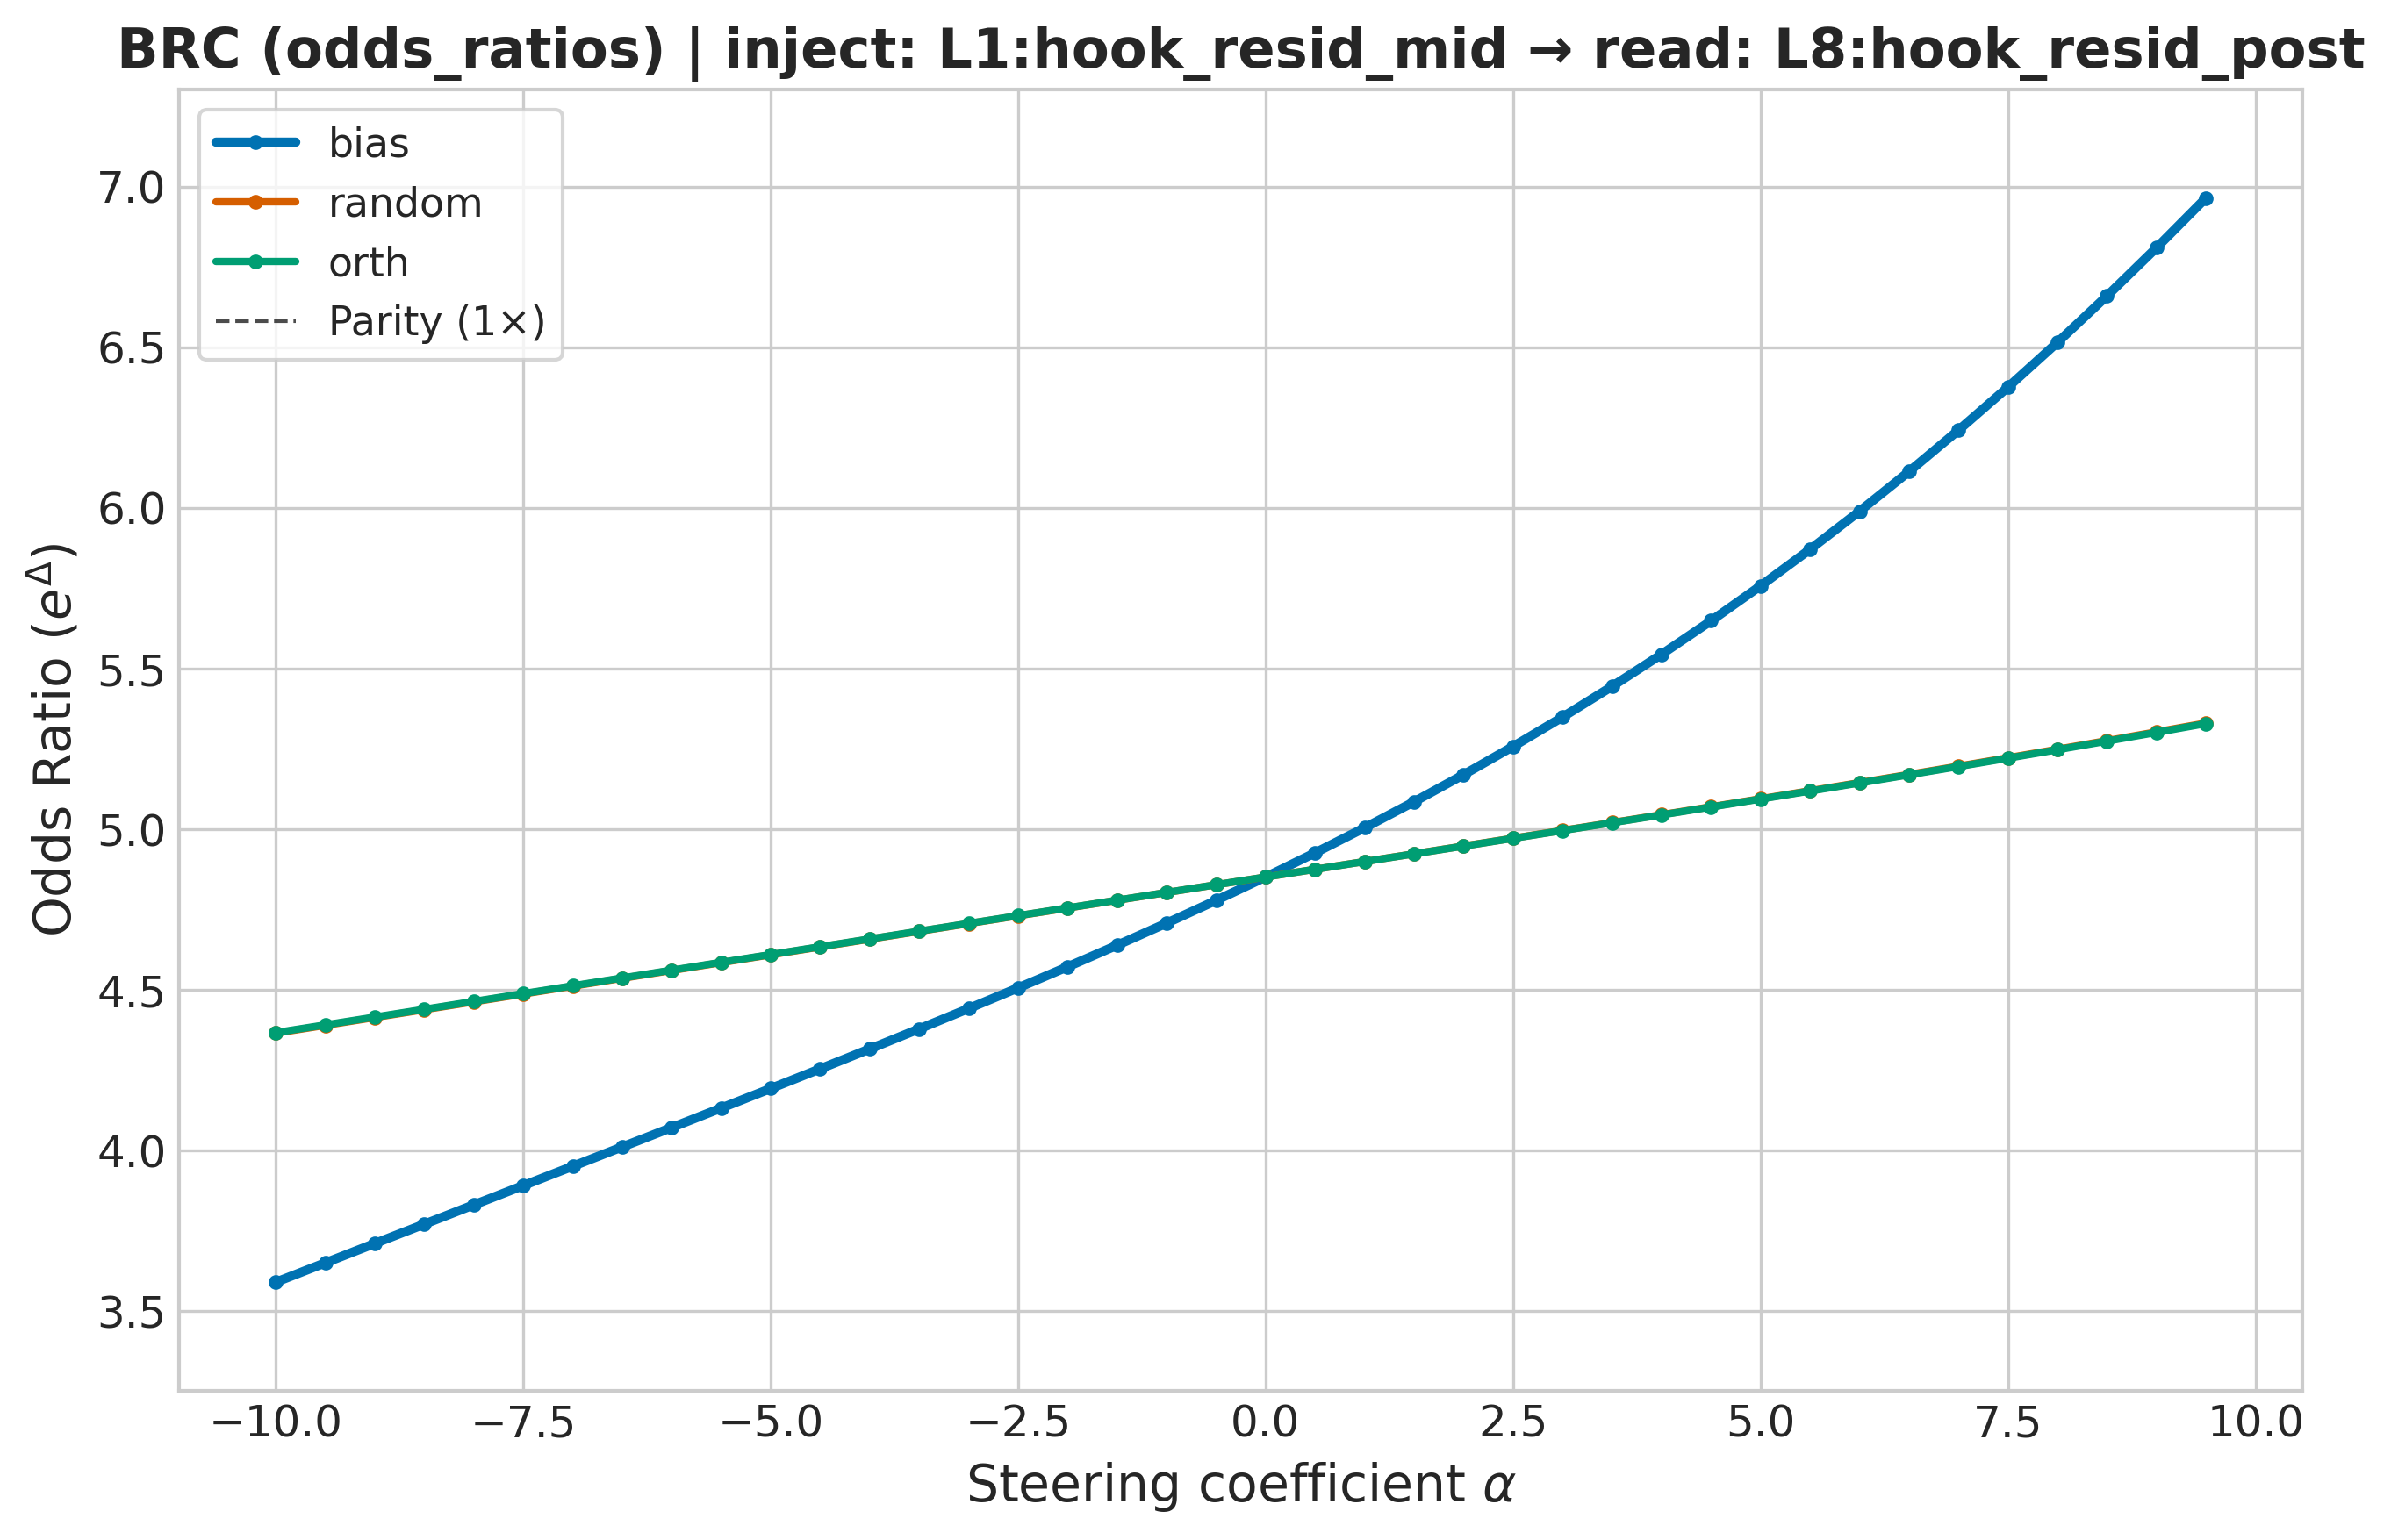 BRC (odds_ratios) | inject: L1:hook_resid_mid → read: L8:hook_resid_post
bias
random
orth
Parity (1×)
Odds Ratio (e^Δ)
7.0
6.5
6.0
5.5
5.0
4.5
4.0
3.5
−10.0 −7.5 −5.0 −2.5 0.0 2.5 5.0 7.5 10.0
Steering coefficient α